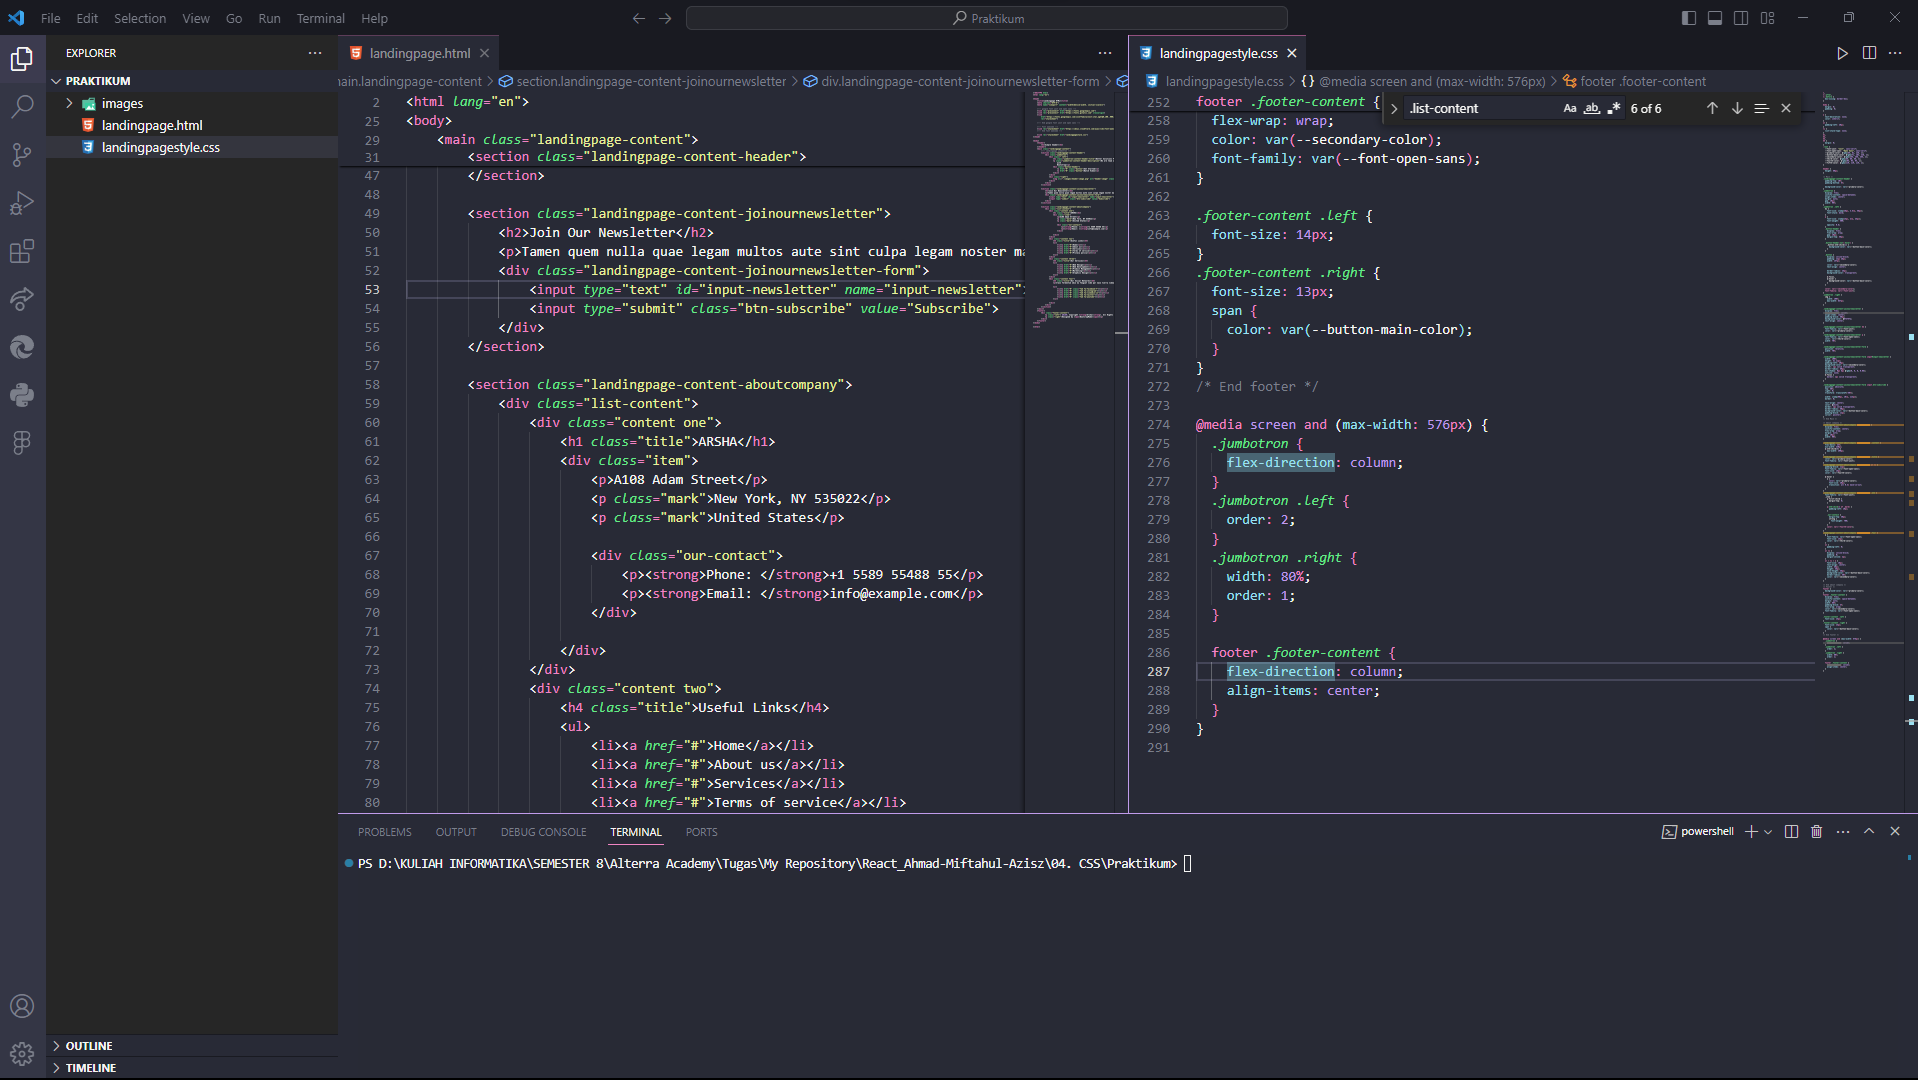 File Edit Selection View Go Run Terminal Help
Praktikum
EXPLORER
PRAKTIKUM
images
landingpage.html
landingpagestyle.css
OUTLINE
TIMELINE
landingpage.html
main.landingpage-content > section.landingpage-content-joinournewsletter > div.landingpage-content-joinournewsletter-form >
2 <html lang="en">
25 <body>
29 <main class="landingpage-content">
31 <section class="landingpage-content-header">
47 </section>
48
49 <section class="landingpage-content-joinournewsletter">
50 <h2>Join Our Newsletter</h2>
51 <p>Tamen quem nulla quae legam multos aute sint culpa legam noster ma
52 <div class="landingpage-content-joinournewsletter-form">
53 <input type="text" id="input-newsletter" name="input-newsletter">
54 <input type="submit" class="btn-subscribe" value="Subscribe">
55 </div>
56 </section>
57
58 <section class="landingpage-content-aboutcompany">
59 <div class="list-content">
60 <div class="content one">
61 <h1 class="title">ARSHA</h1>
62 <div class="item">
63 <p>A108 Adam Street</p>
64 <p class="mark">New York, NY 535022</p>
65 <p class="mark">United States</p>
66
67 <div class="our-contact">
68 <p><strong>Phone: </strong>+1 5589 55488 55</p>
69 <p><strong>Email: </strong>info@example.com</p>
70 </div>
71
72 </div>
73 </div>
74 <div class="content two">
75 <h4 class="title">Useful Links</h4>
76 <ul>
77 <li><a href="#">Home</a></li>
78 <li><a href="#">About us</a></li>
79 <li><a href="#">Services</a></li>
80 <li><a href="#">Terms of service</a></li>
landingpagestyle.css
landingpagestyle.css > {} @media screen and (max-width: 576px) > footer .footer-content
.list-content Aa ab .* 6 of 6
252 footer .footer-content {
258 flex-wrap: wrap;
259 color: var(--secondary-color);
260 font-family: var(--font-open-sans);
261 }
262
263 .footer-content .left {
264 font-size: 14px;
265 }
266 .footer-content .right {
267 font-size: 13px;
268 span {
269 color: var(--button-main-color);
270 }
271 }
272 /* End footer */
273
274 @media screen and (max-width: 576px) {
275 .jumbotron {
276 flex-direction: column;
277 }
278 .jumbotron .left {
279 order: 2;
280 }
281 .jumbotron .right {
282 width: 80%;
283 order: 1;
284 }
285
286 footer .footer-content {
287 flex-direction: column;
288 align-items: center;
289 }
290 }
291
PROBLEMS OUTPUT DEBUG CONSOLE TERMINAL PORTS
powershell
PS D:\KULIAH INFORMATIKA\SEMESTER 8\Alterra Academy\Tugas\My Repository\React_Ahmad-Miftahul-Azisz\04. CSS\Praktikum>